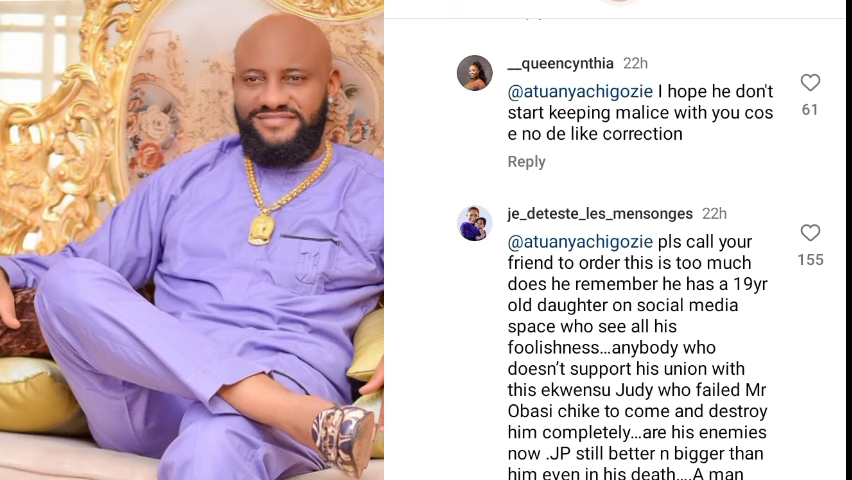 __queencynthia 22h
@atuanyachigozie I hope he don't
start keeping malice with you cos
e no de like correction
61
Reply
je_deteste_les_mensonges 22h
@atuanyachigozie pls call your
friend to order this is too much
155
does he remember he has a 19yr
old daughter on social media
space who see all his
foolishness...anybody who
doesn't support his union with
this ekwensu Judy who failed Mr
Obasi chike to come and destroy
him completely...are his enemies
now .JP still better n bigger than
him even in his death....A man